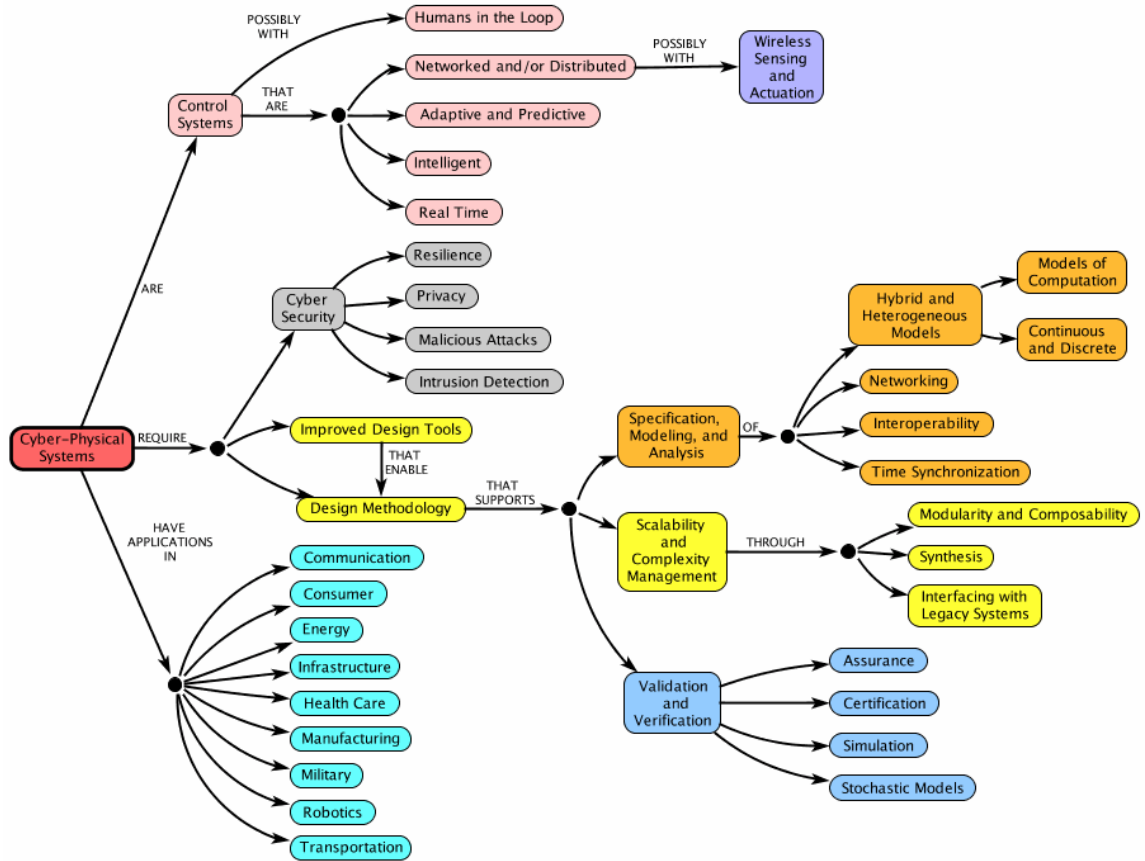 POSSIBLY
WITH
Humans in the Loop
Control
Systems
THAT
ARE
Networked and/or Distributed
POSSIBLY
WITH
Wireless
Sensing
and
Actuation
Adaptive and Predictive
Intelligent
Real Time
ARE
Cyber
Security
Resilience
Privacy
Malicious Attacks
Intrusion Detection
Cyber-Physical
Systems
REQUIRE
Improved Design Tools
THAT
ENABLE
Design Methodology
THAT
SUPPORTS
Specification,
Modeling, and
Analysis
OF
Hybrid and
Heterogeneous
Models
Models of
Computation
Continuous
and Discrete
Networking
Interoperability
Time Synchronization
Scalability
and
Complexity
Management
THROUGH
Modularity and Composability
Synthesis
Interfacing with
Legacy Systems
Validation
and
Verification
Assurance
Certification
Simulation
Stochastic Models
HAVE
APPLICATIONS
IN
Communication
Consumer
Energy
Infrastructure
Health Care
Manufacturing
Military
Robotics
Transportation